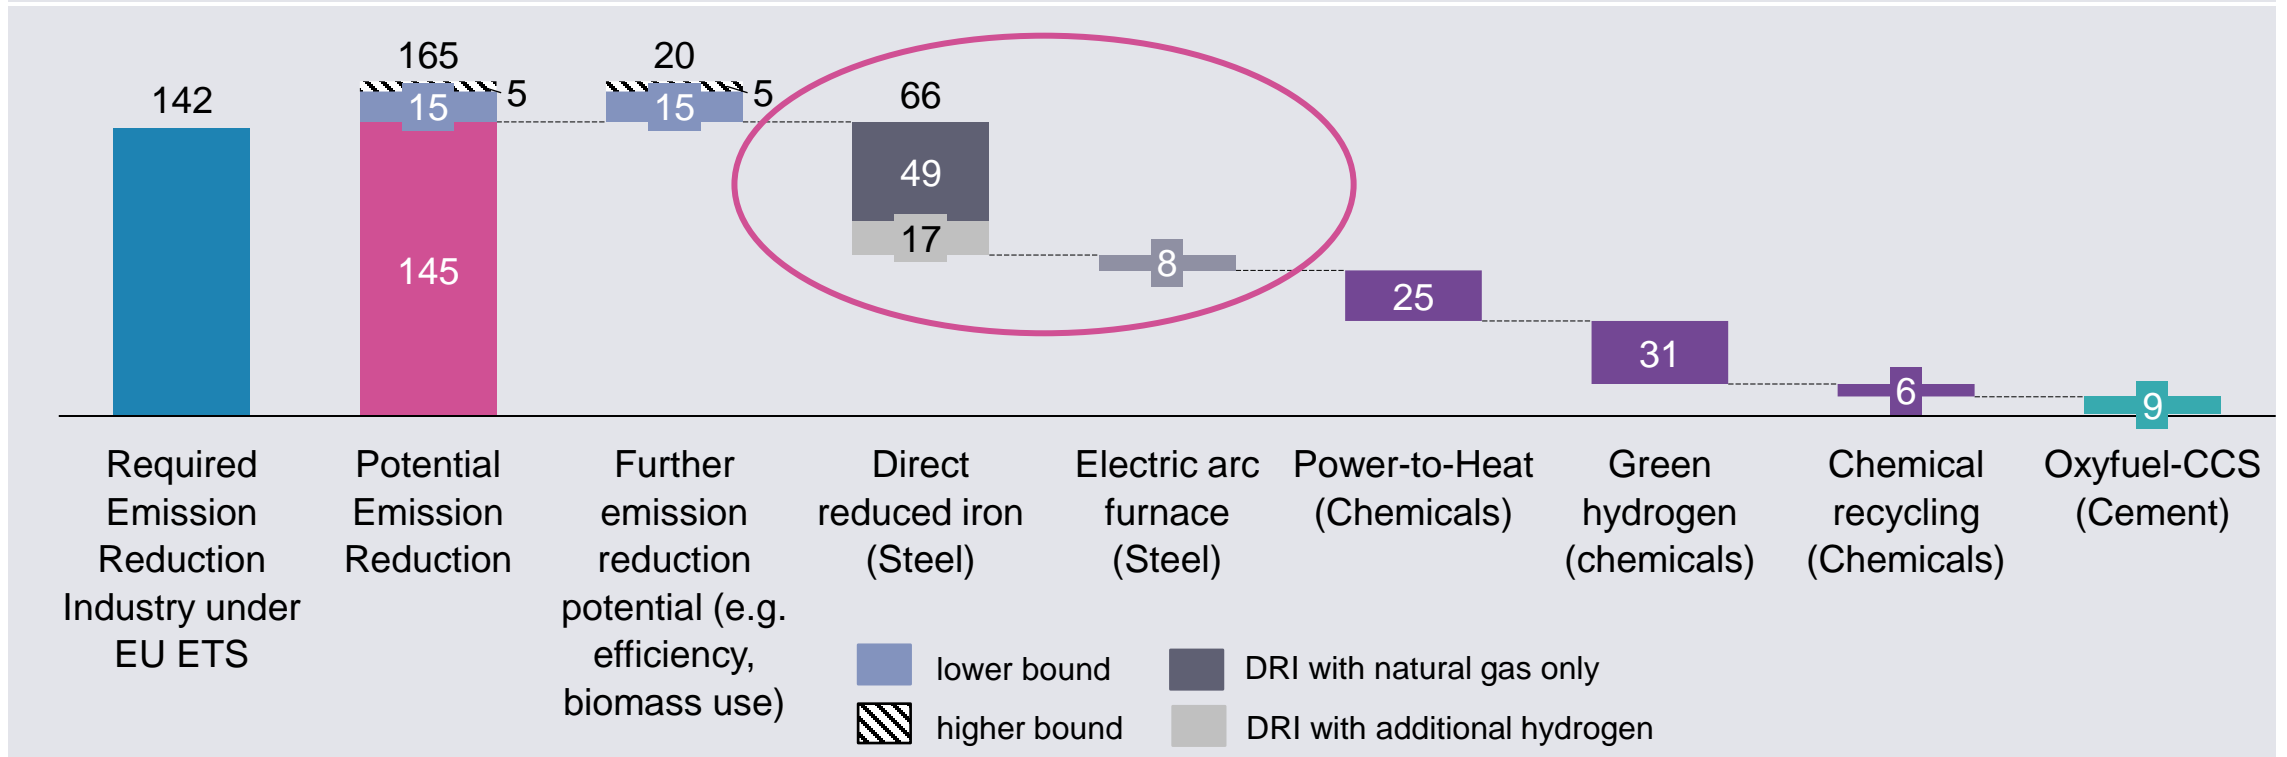 142
165
15
5
145
20
15
5
66
49
17
8
25
31
6
9
Required
Emission
Reduction
Industry under
EU ETS
Potential
Emission
Reduction
Further
emission
reduction
potential (e.g.
efficiency,
biomass use)
Direct
reduced iron
(Steel)
Electric arc
furnace
(Steel)
Power-to-Heat
(Chemicals)
Green
hydrogen
(chemicals)
Chemical
recycling
(Chemicals)
Oxyfuel-CCS
(Cement)
lower bound
higher bound
DRI with natural gas only
DRI with additional hydrogen